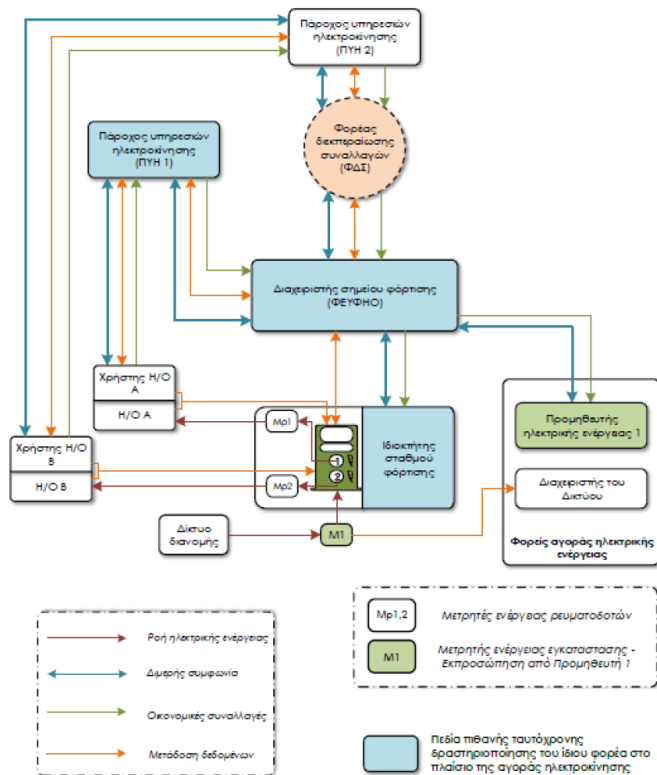 Πάροχος υπηρεσιών
ηλεκτροκίνησης
(ΠΥΗ 2)
Πάροχος υπηρεσιών
ηλεκτροκίνησης
(ΠΥΗ 1)
Φορέας
διεκπεραίωσης
συναλλαγών
(ΦΔΣ)
Διαχειριστής σημείου φόρτισης
(ΦΕΥΦΗΟ)
Χρήστης Η/Ο
Α
Η/Ο Α
Χρήστης Η/Ο
Β
Η/Ο Β
Mp1
Mp2
1
2
Ιδιοκτήτης
σταθμού
φόρτισης
Προμηθευτής
ηλεκτρικής ενέργειας 1
Διαχειριστής του
Δικτύου
Φορείς αγοράς ηλεκτρικής
ενέργειας
Δίκτυο
διανομής
M1
Ροή ηλεκτρικής ενέργειας
Διμερής συμφωνία
Οικονομικές συναλλαγές
Μετάδοση δεδομένων
Mp1,2
Μετρητές ενέργειας ρευματοδοτών
M1
Μετρητής ενέργειας εγκαταστασης -
Εκπροσώπηση από Προμηθευτή 1
Πεδία πιθανής ταυτόχρονης
δραστηριοποίησης του ίδιου φορέα στο
πλαίσιο της αγοράς ηλεκτροκίνησης